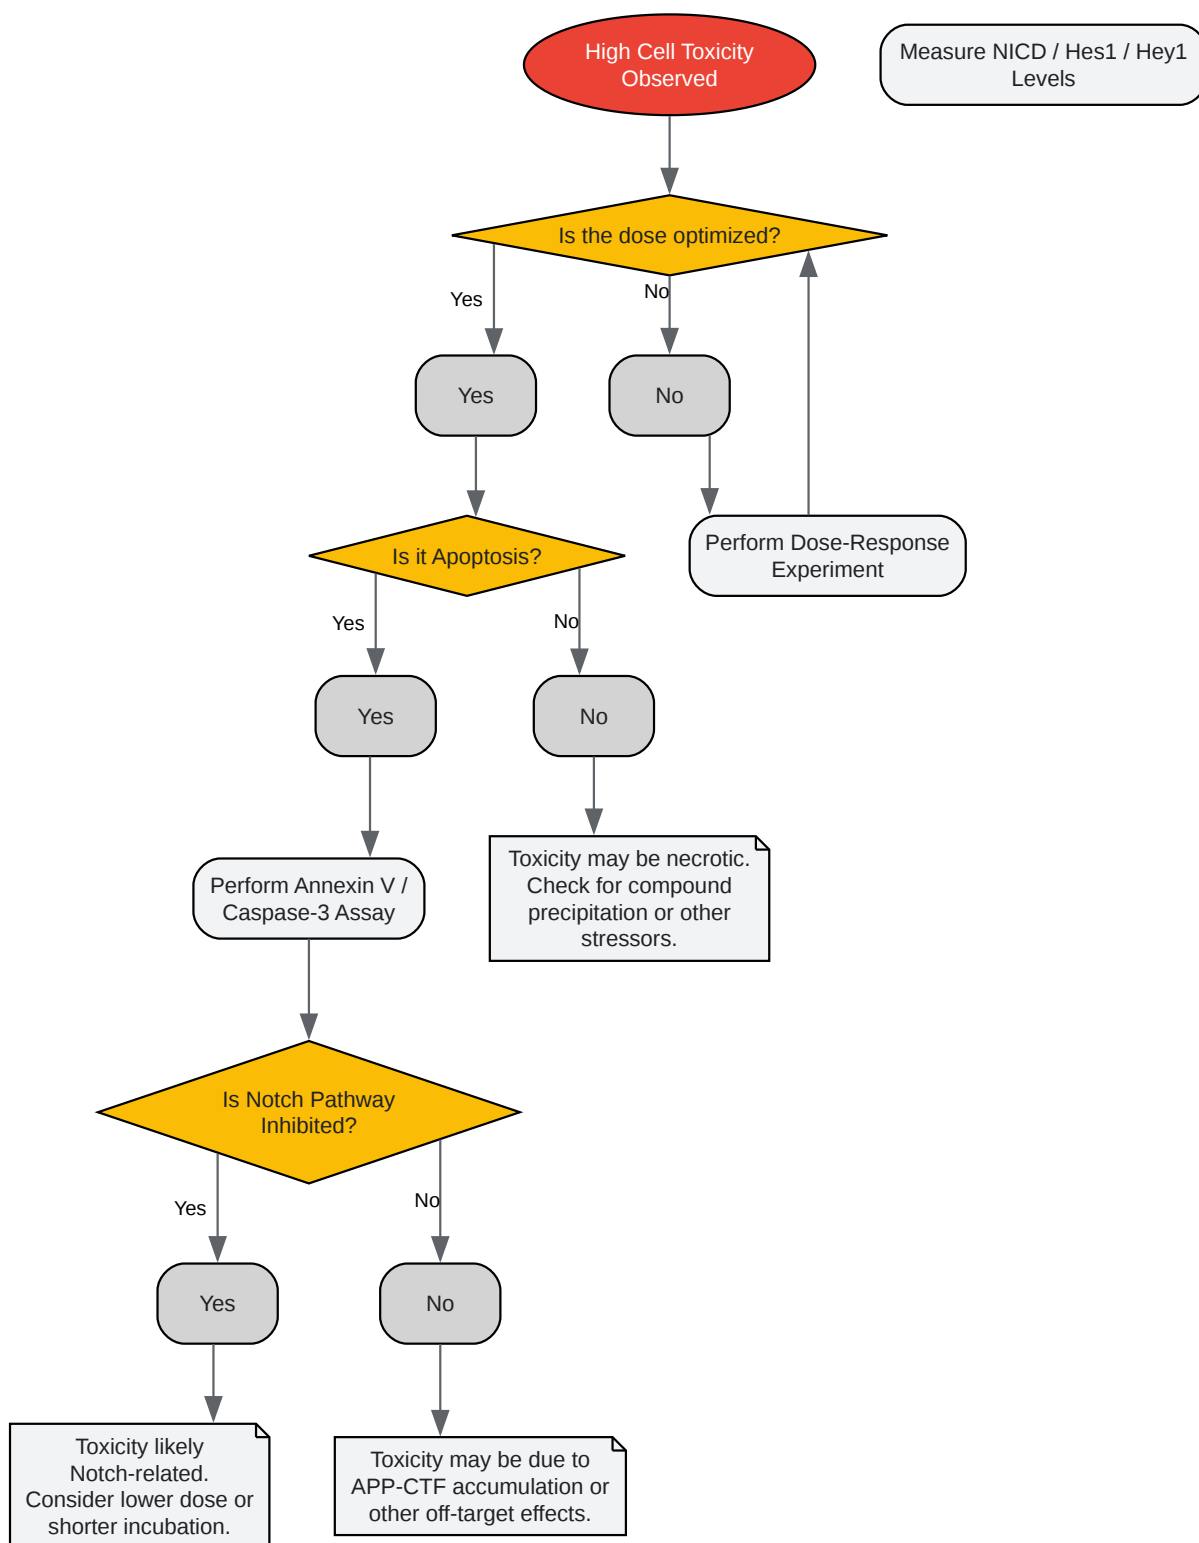 High Cell Toxicity
Observed
Measure NICD / Hes1 / Hey1
Levels
Is the dose optimized?
Yes
No
Yes
No
Is it Apoptosis?
Perform Dose-Response
Experiment
Yes
No
Yes
No
Toxicity may be necrotic.
Check for compound
precipitation or other
stressors.
Perform Annexin V /
Caspase-3 Assay
Is Notch Pathway
Inhibited?
Yes
No
Yes
No
Toxicity likely
Notch-related.
Consider lower dose or
shorter incubation.
Toxicity may be due to
APP-CTF accumulation or
other off-target effects.